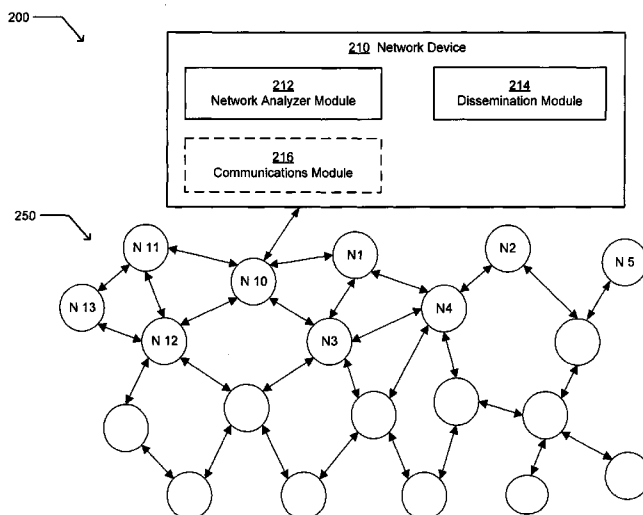 200
210 Network Device
212
Network Analyzer Module
214
Dissemination Module
216
Communications Module
250
N 11
N1
N2
N 5
N 10
N 13
N4
N 12
N3